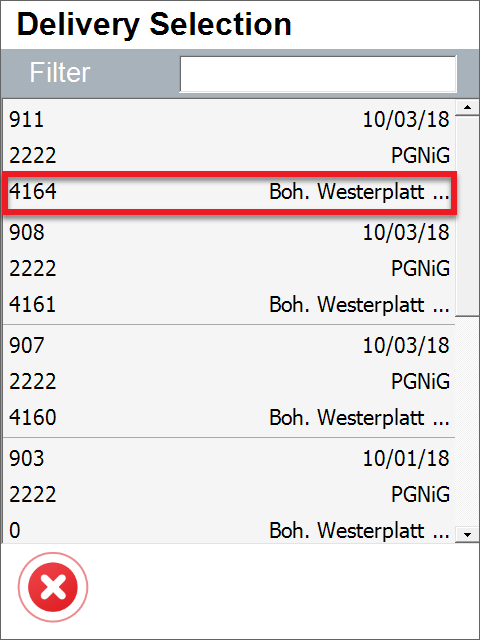 Delivery Selection
Filter
911 10/03/18
2222 PGNiG
4164 Boh. Westerplatt ...
908 10/03/18
2222 PGNiG
4161 Boh. Westerplatt ...
907 10/03/18
2222 PGNiG
4160 Boh. Westerplatt ...
903 10/01/18
2222 PGNiG
0 Boh. Westerplatt ...